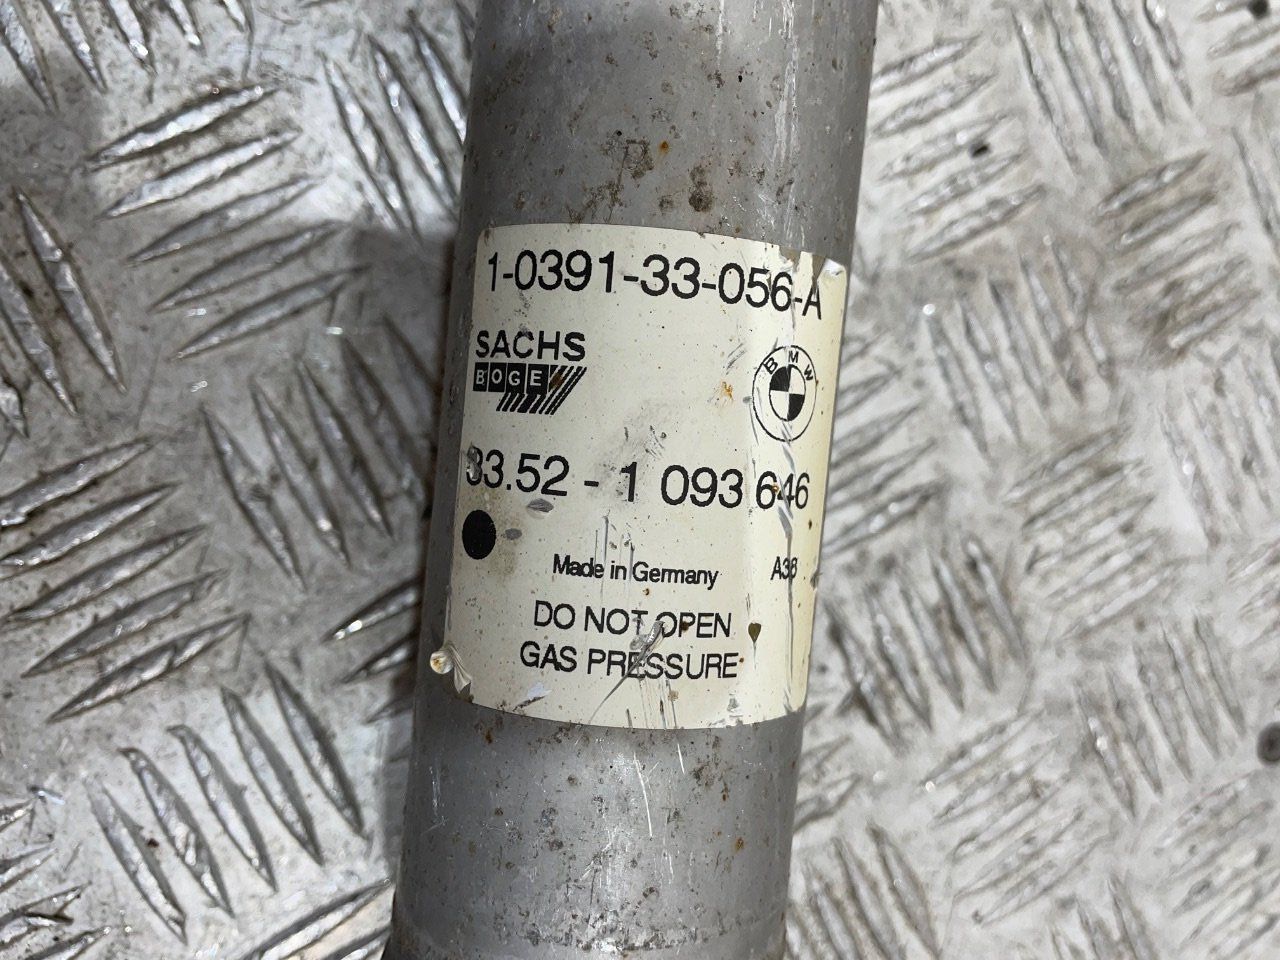 1-0391-33-056-A
SACHS
BOGE
BMW
33.52 - 1 093 646
Made in Germany A36
DO NOT OPEN
GAS PRESSURE